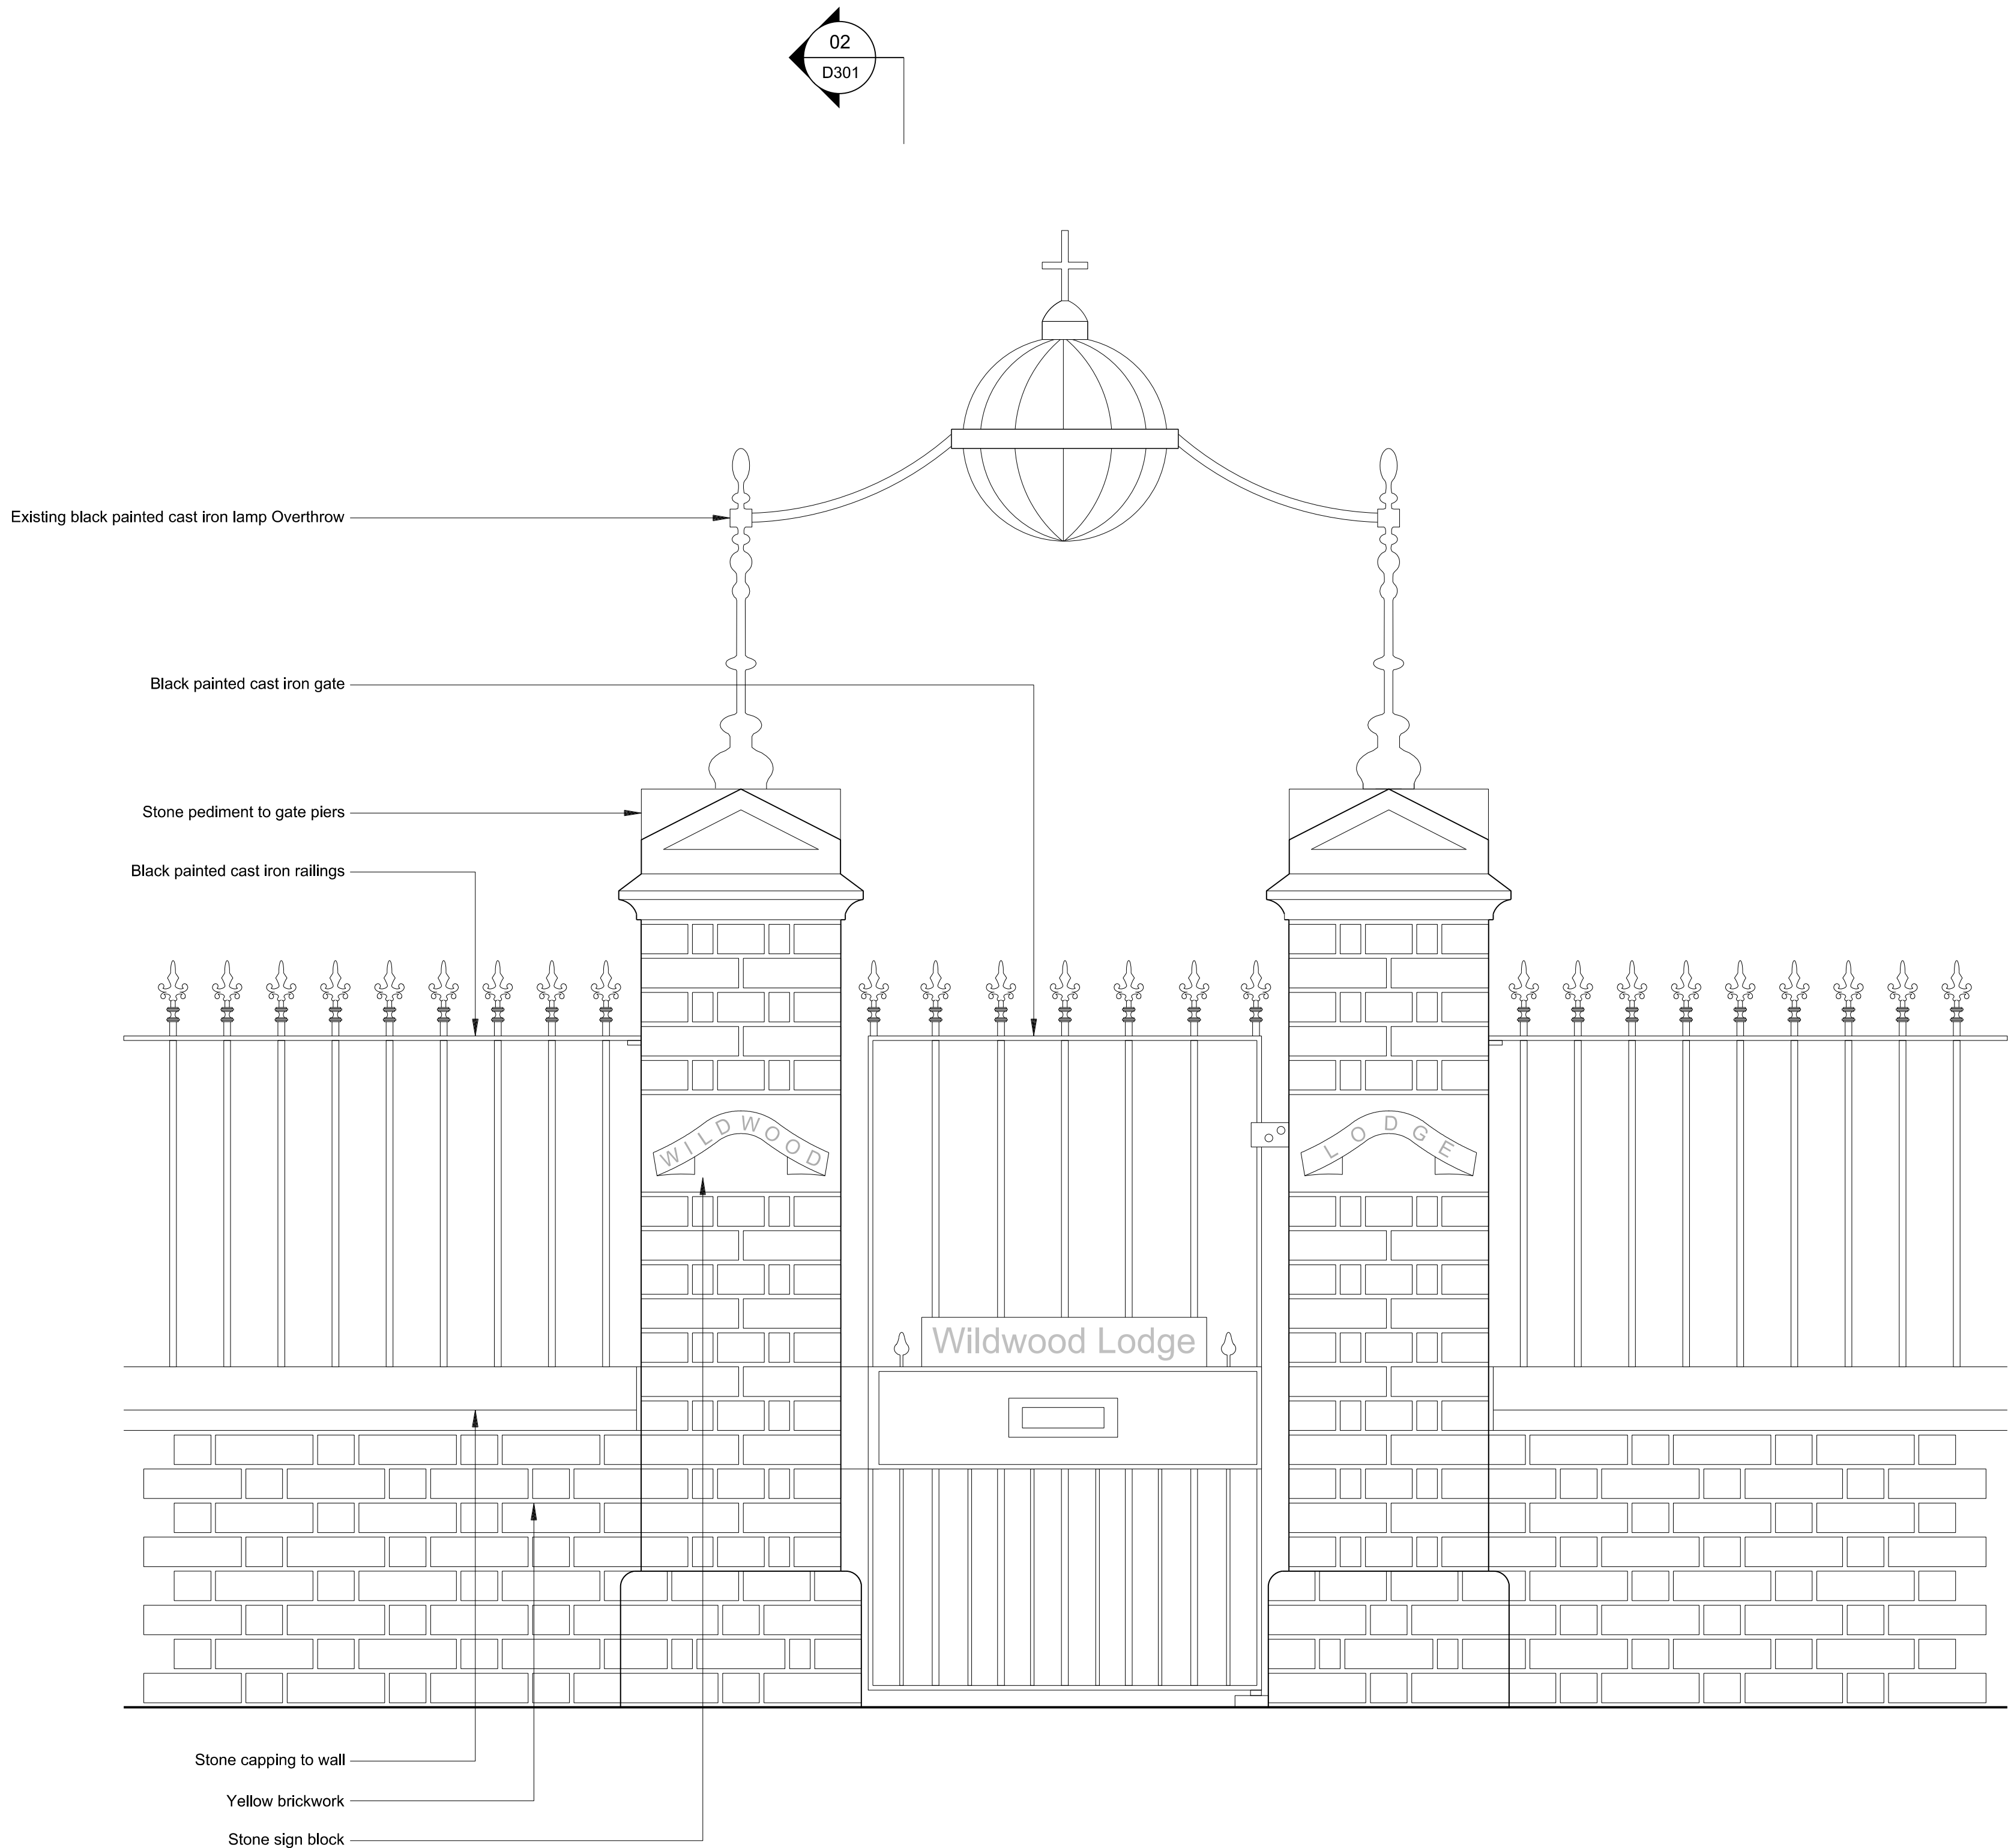 02
D301
Existing black painted cast iron lamp Overthrow
Black painted cast iron gate
Stone pediment to gate piers
Black painted cast iron railings
WILDWOOD
LODGE
Wildwood Lodge
Stone capping to wall
Yellow brickwork
Stone sign block